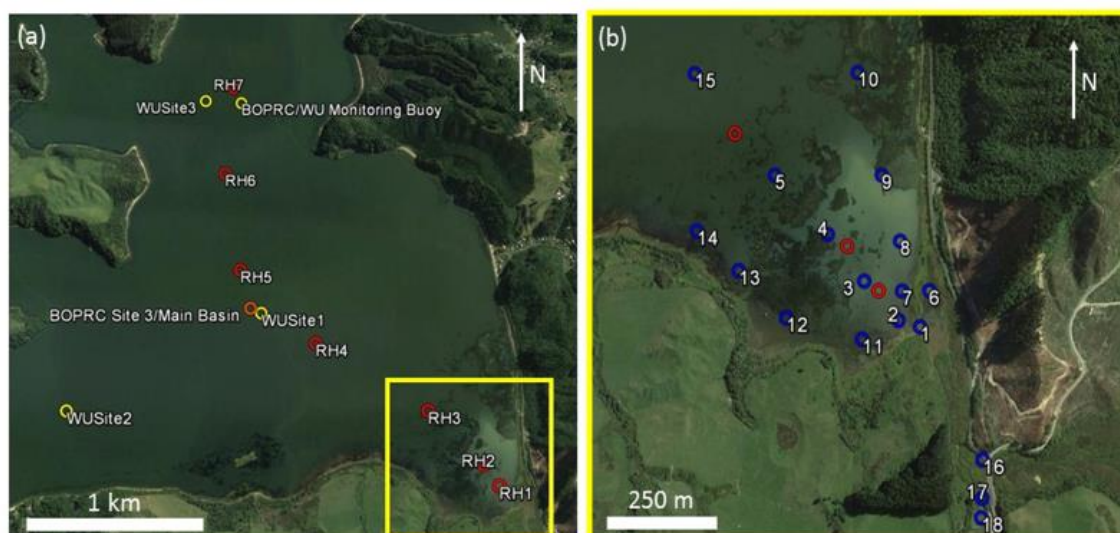 (a)
N
RH7
WUSite3
BOPRC/WU Monitoring Buoy
RH6
RH5
BOPRC Site 3/Main Basin
WUSite1
RH4
WUSite2
RH3
RH2
RH1
1 km
(b)
N
15
10
5
9
4
14
8
13
3
7
6
12
2
1
11
16
17
18
250 m